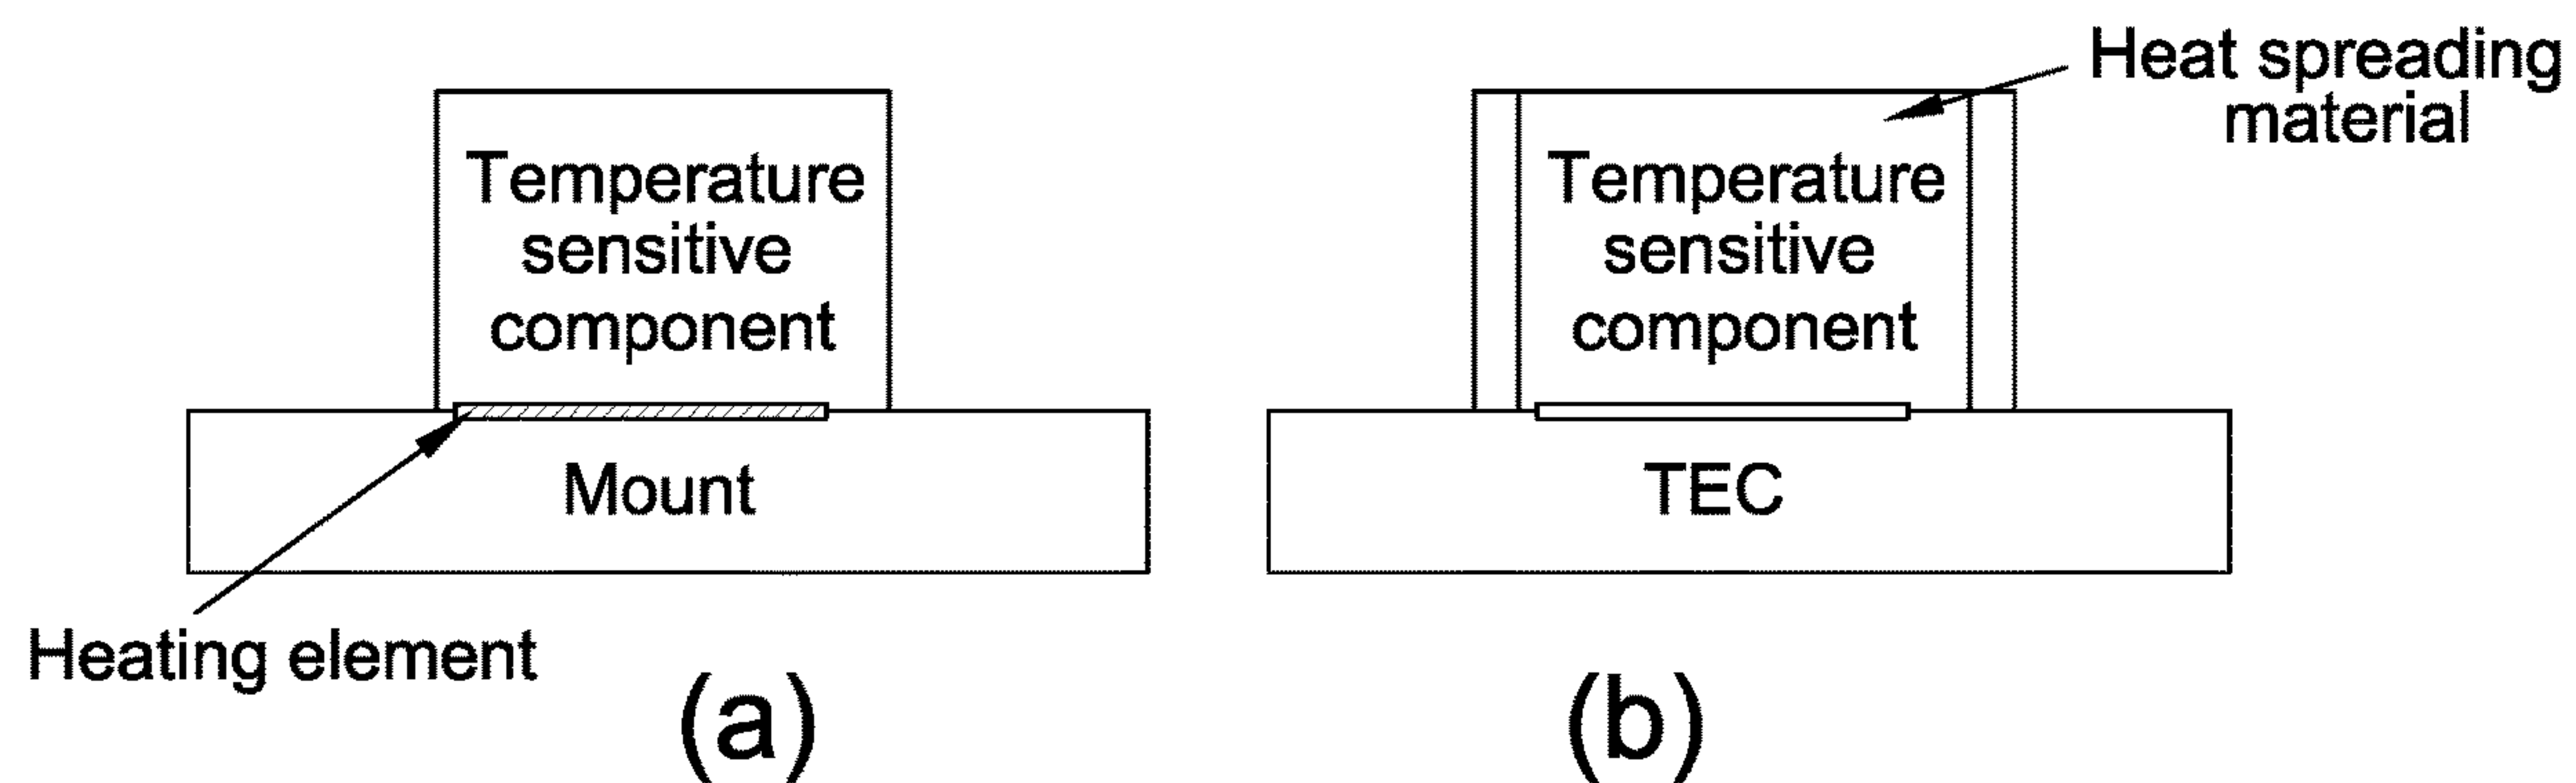 Heat spreading
material
Temperature
sensitive
component
Temperature
sensitive
component
Mount
TEC
Heating element
(a)
(b)